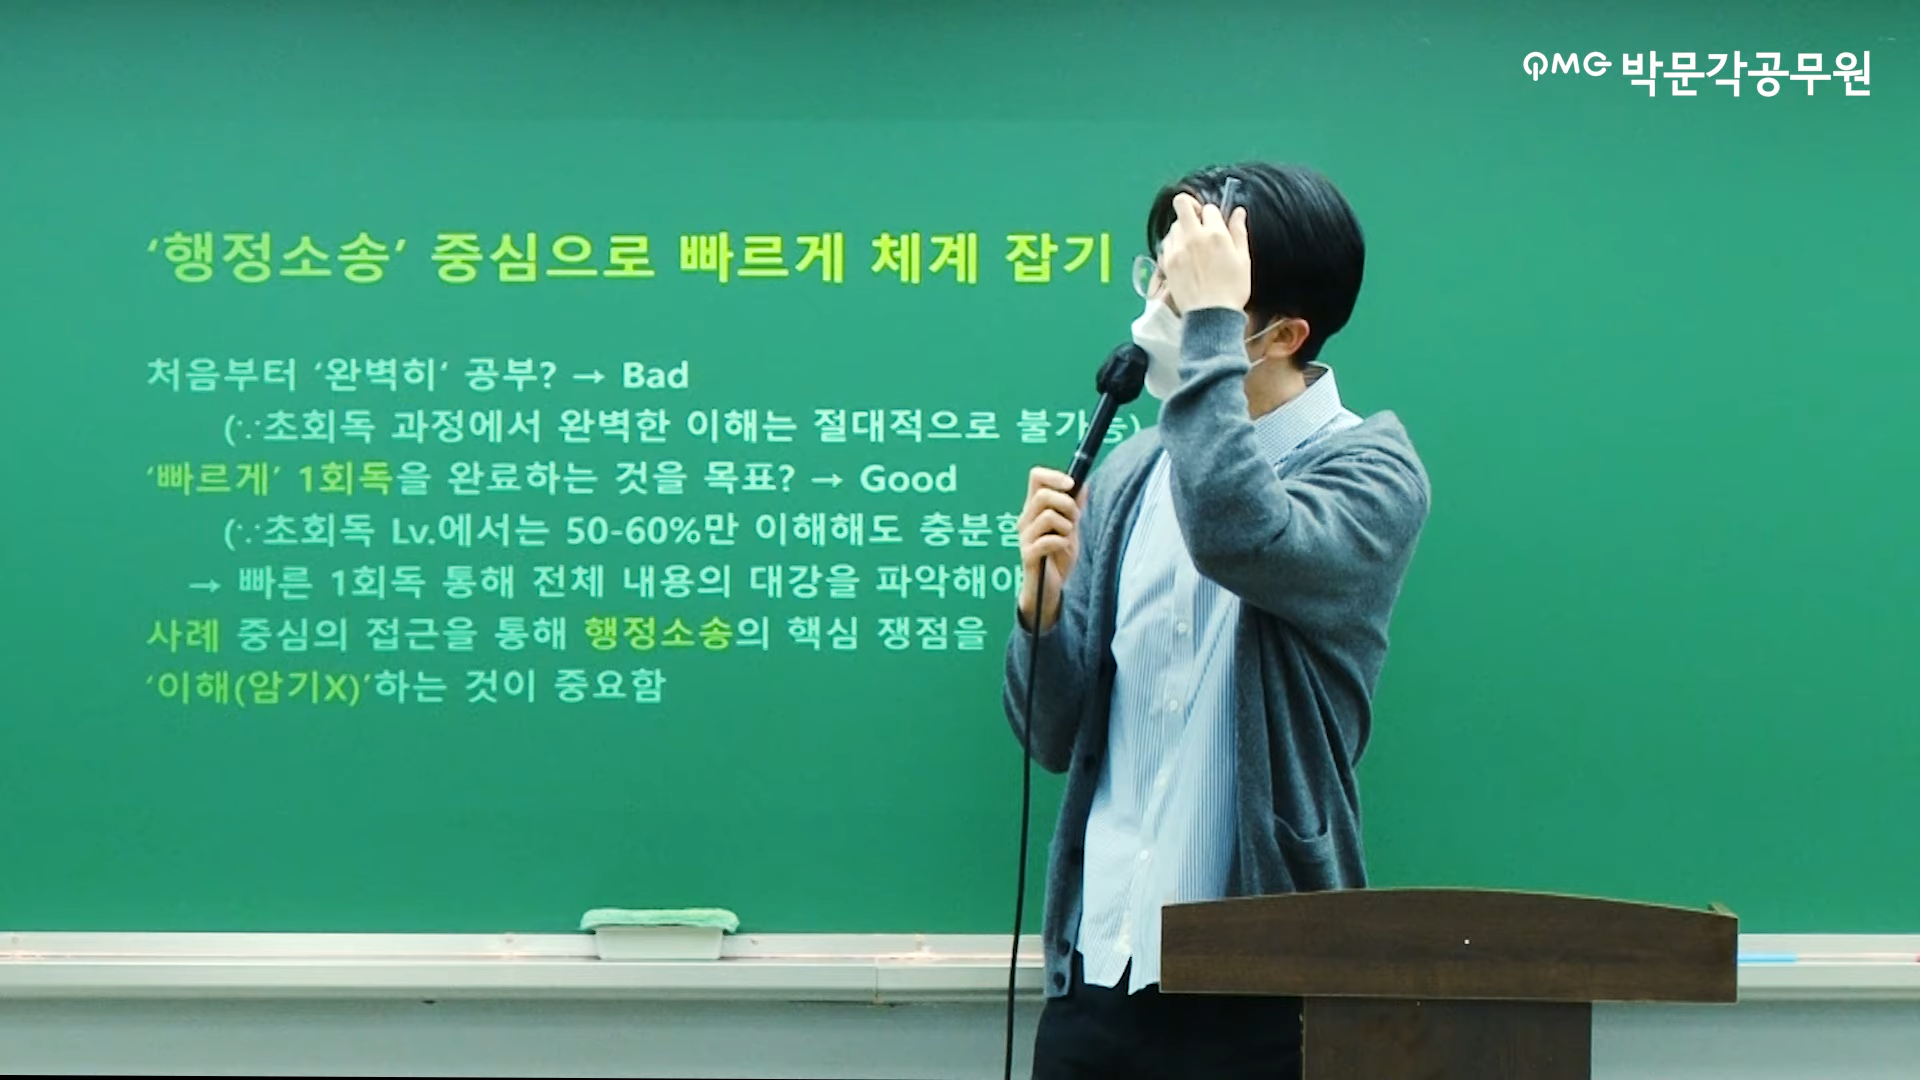 PMG 박문각공무원
‘행정소송’ 중심으로 빠르게 체계 잡기
처음부터 ‘완벽히‘ 공부? → Bad
(∵초회독 과정에서 완벽한 이해는 절대적으로 불가능)
‘빠르게’ 1회독을 완료하는 것을 목표? → Good
(∵초회독 Lv.에서는 50-60%만 이해해도 충분함
→ 빠른 1회독 통해 전체 내용의 대강을 파악해야
사례 중심의 접근을 통해 행정소송의 핵심 쟁점을
‘이해(암기X)’하는 것이 중요함